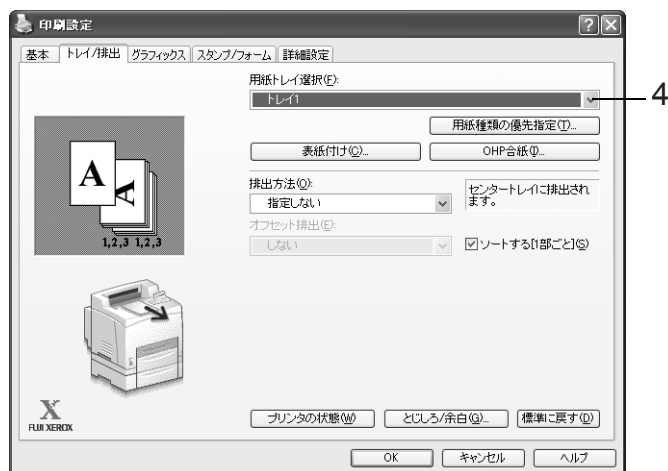 印刷設定
基本 トレイ/排出 グラフィックス スタンプ/フォーム 詳細設定
用紙トレイ選択(F):
トレイ1
4
用紙種類の優先指定(T)...
表紙付け(C)... OHP合紙(I)...
排出方法(O):
指定しない
センタートレイに排出され
ます。
オフセット排出(E):
しない
ソートする[1部ごと](S)
A A
1,2,3 1,2,3
X
FUJI XEROX
プリンタの状態(W) とじしろ/余白(G)... 標準に戻す(D)
OK キャンセル ヘルプ